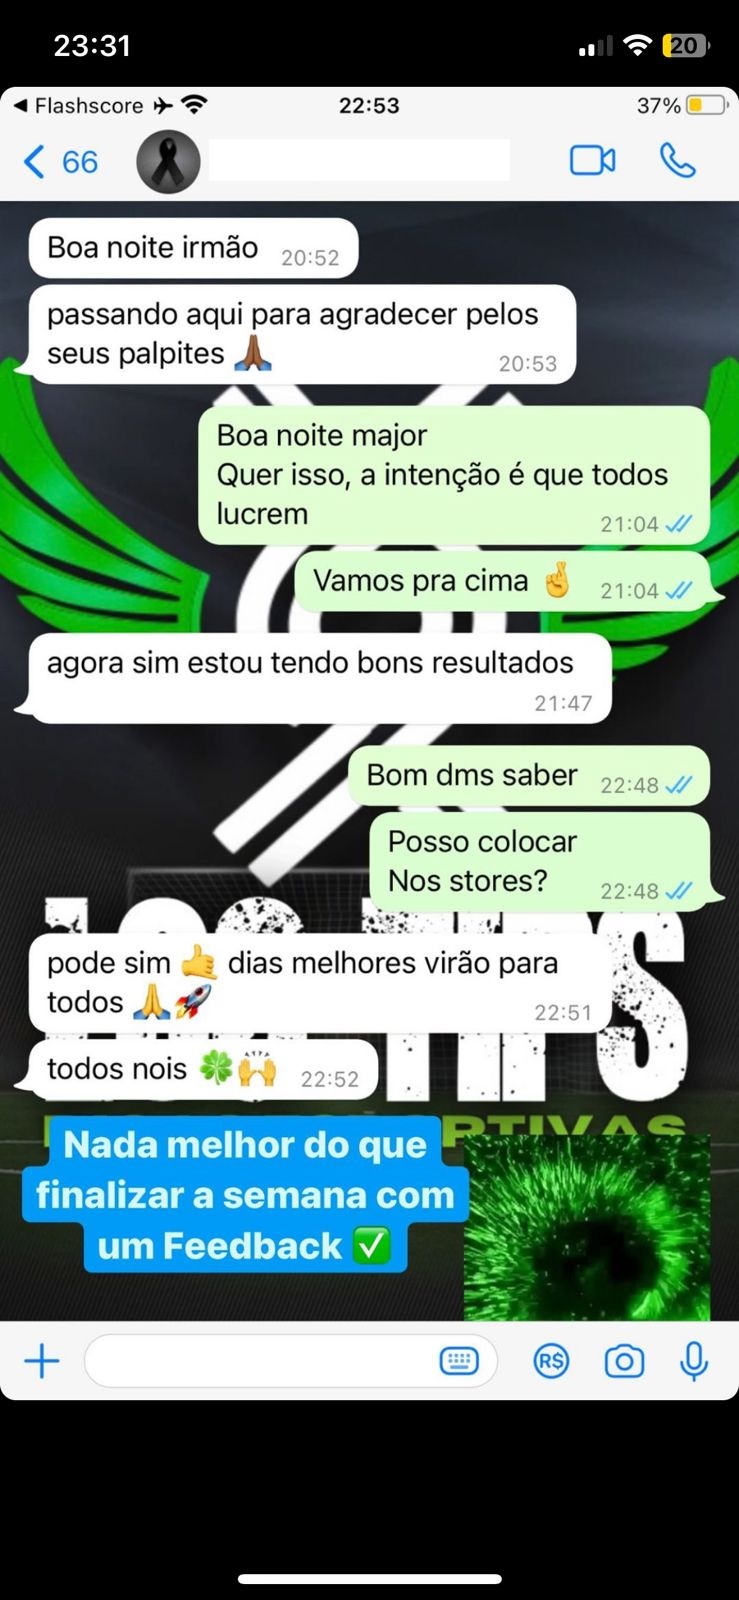 23:31
20
Flashscore
22:53
37%
66
Boa noite irmão 20:52
passando aqui para agradecer pelos
seus palpites 🙏🏾 20:53
Boa noite major
Quer isso, a intenção é que todos
lucrem 21:04
Vamos pra cima 🤞 21:04
agora sim estou tendo bons resultados
21:47
Bom dms saber 22:48
Posso colocar
Nos stores? 22:48
pode sim 🤙 dias melhores virão para
todos 🙏🚀 22:51
todos nois 🍀🙌 22:52
TIPS
Nada melhor do que
finalizar a semana com
um Feedback ✅
R$